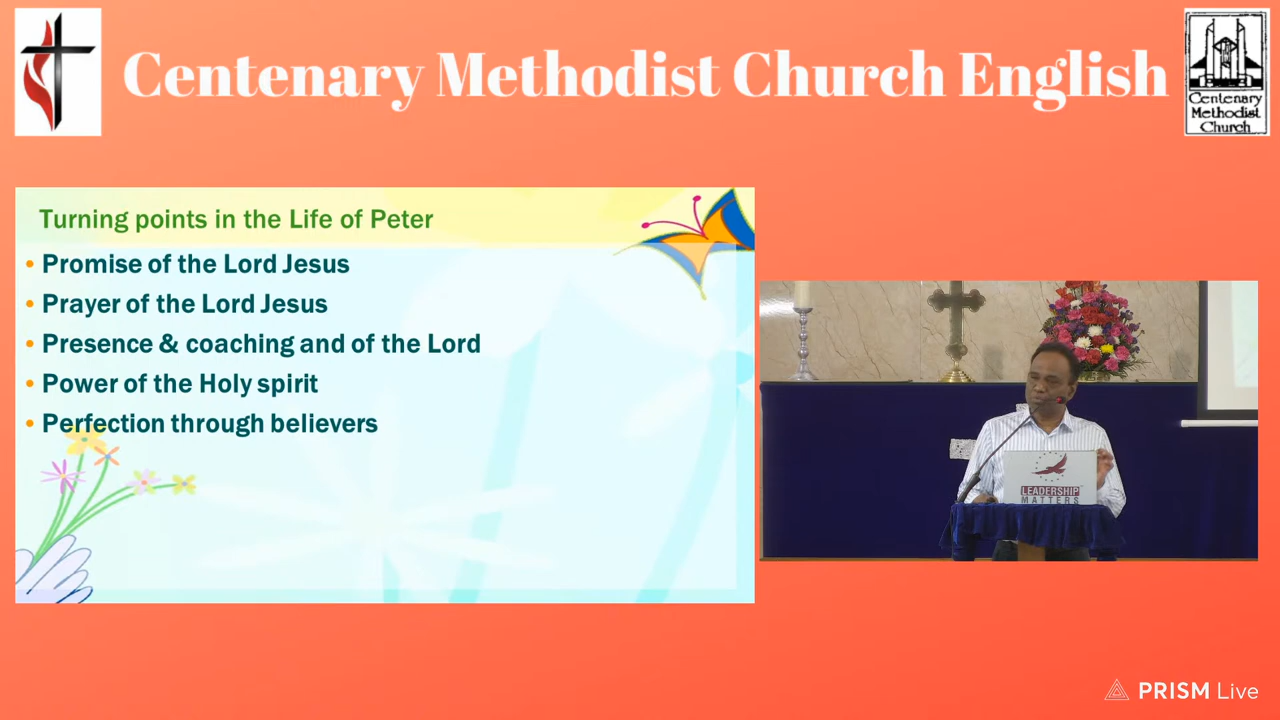 Centenary Methodist Church English
Centenary
Methodist
Church
Turning points in the Life of Peter
• Promise of the Lord Jesus
• Prayer of the Lord Jesus
• Presence & coaching and of the Lord
• Power of the Holy spirit
• Perfection through believers
LEADERSHIP
MATTERS
PRISM Live